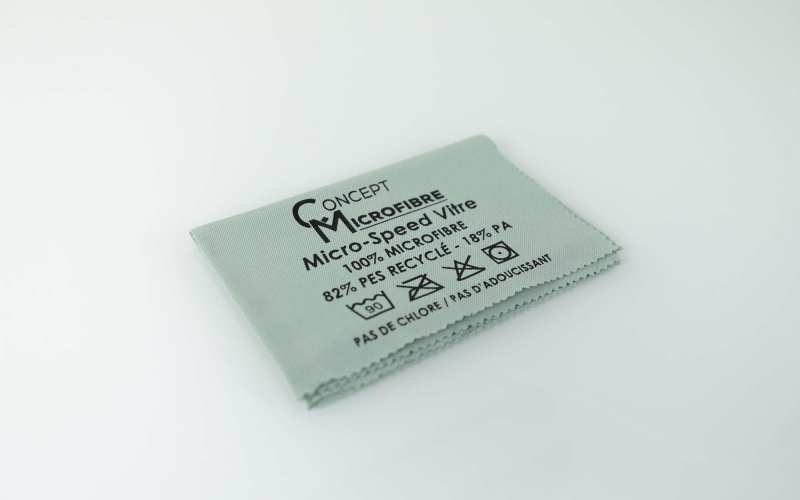 CONCEPT
MICROFIBRE
Micro-Speed Vitre
100% MICROFIBRE
82% PES RECYCLÉ - 18% PA
90
PAS DE CHLORE / PAS D'ADOUCISSANT